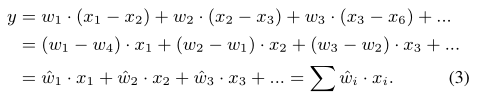 y = w₁ · (x₁ − x₂) + w₂ · (x₂ − x₃) + w₃ · (x₃ − x₆) + ...
= (w₁ − w₄) · x₁ + (w₂ − w₁) · x₂ + (w₃ − w₂) · x₃ + ...
= ŵ₁ · x₁ + ŵ₂ · x₂ + ŵ₃ · x₃ + ... = ∑ ŵᵢ · xᵢ. (3)